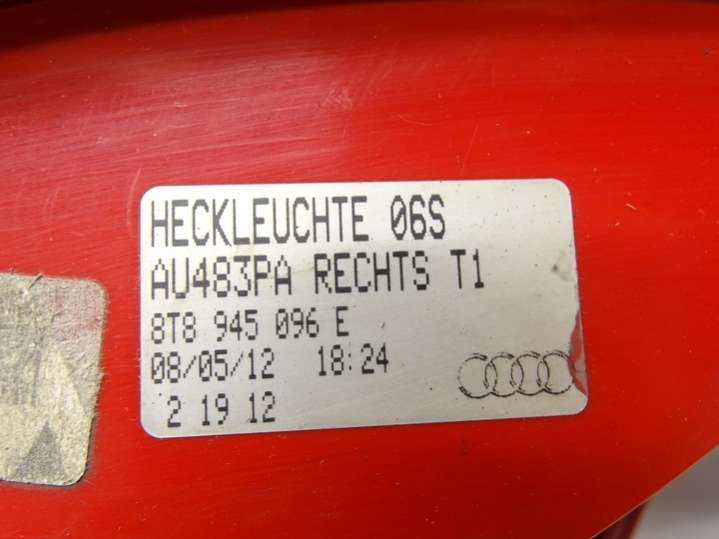 HECKLEUCHTE 06S
AU483PA RECHTS T1
8T8 945 096 E
08/05/12 18:24
2 19 12